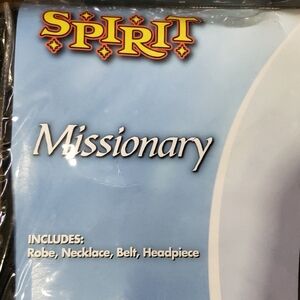 SPIRIT
Missionary
INCLUDES:
Robe, Necklace, Belt, Headpiece